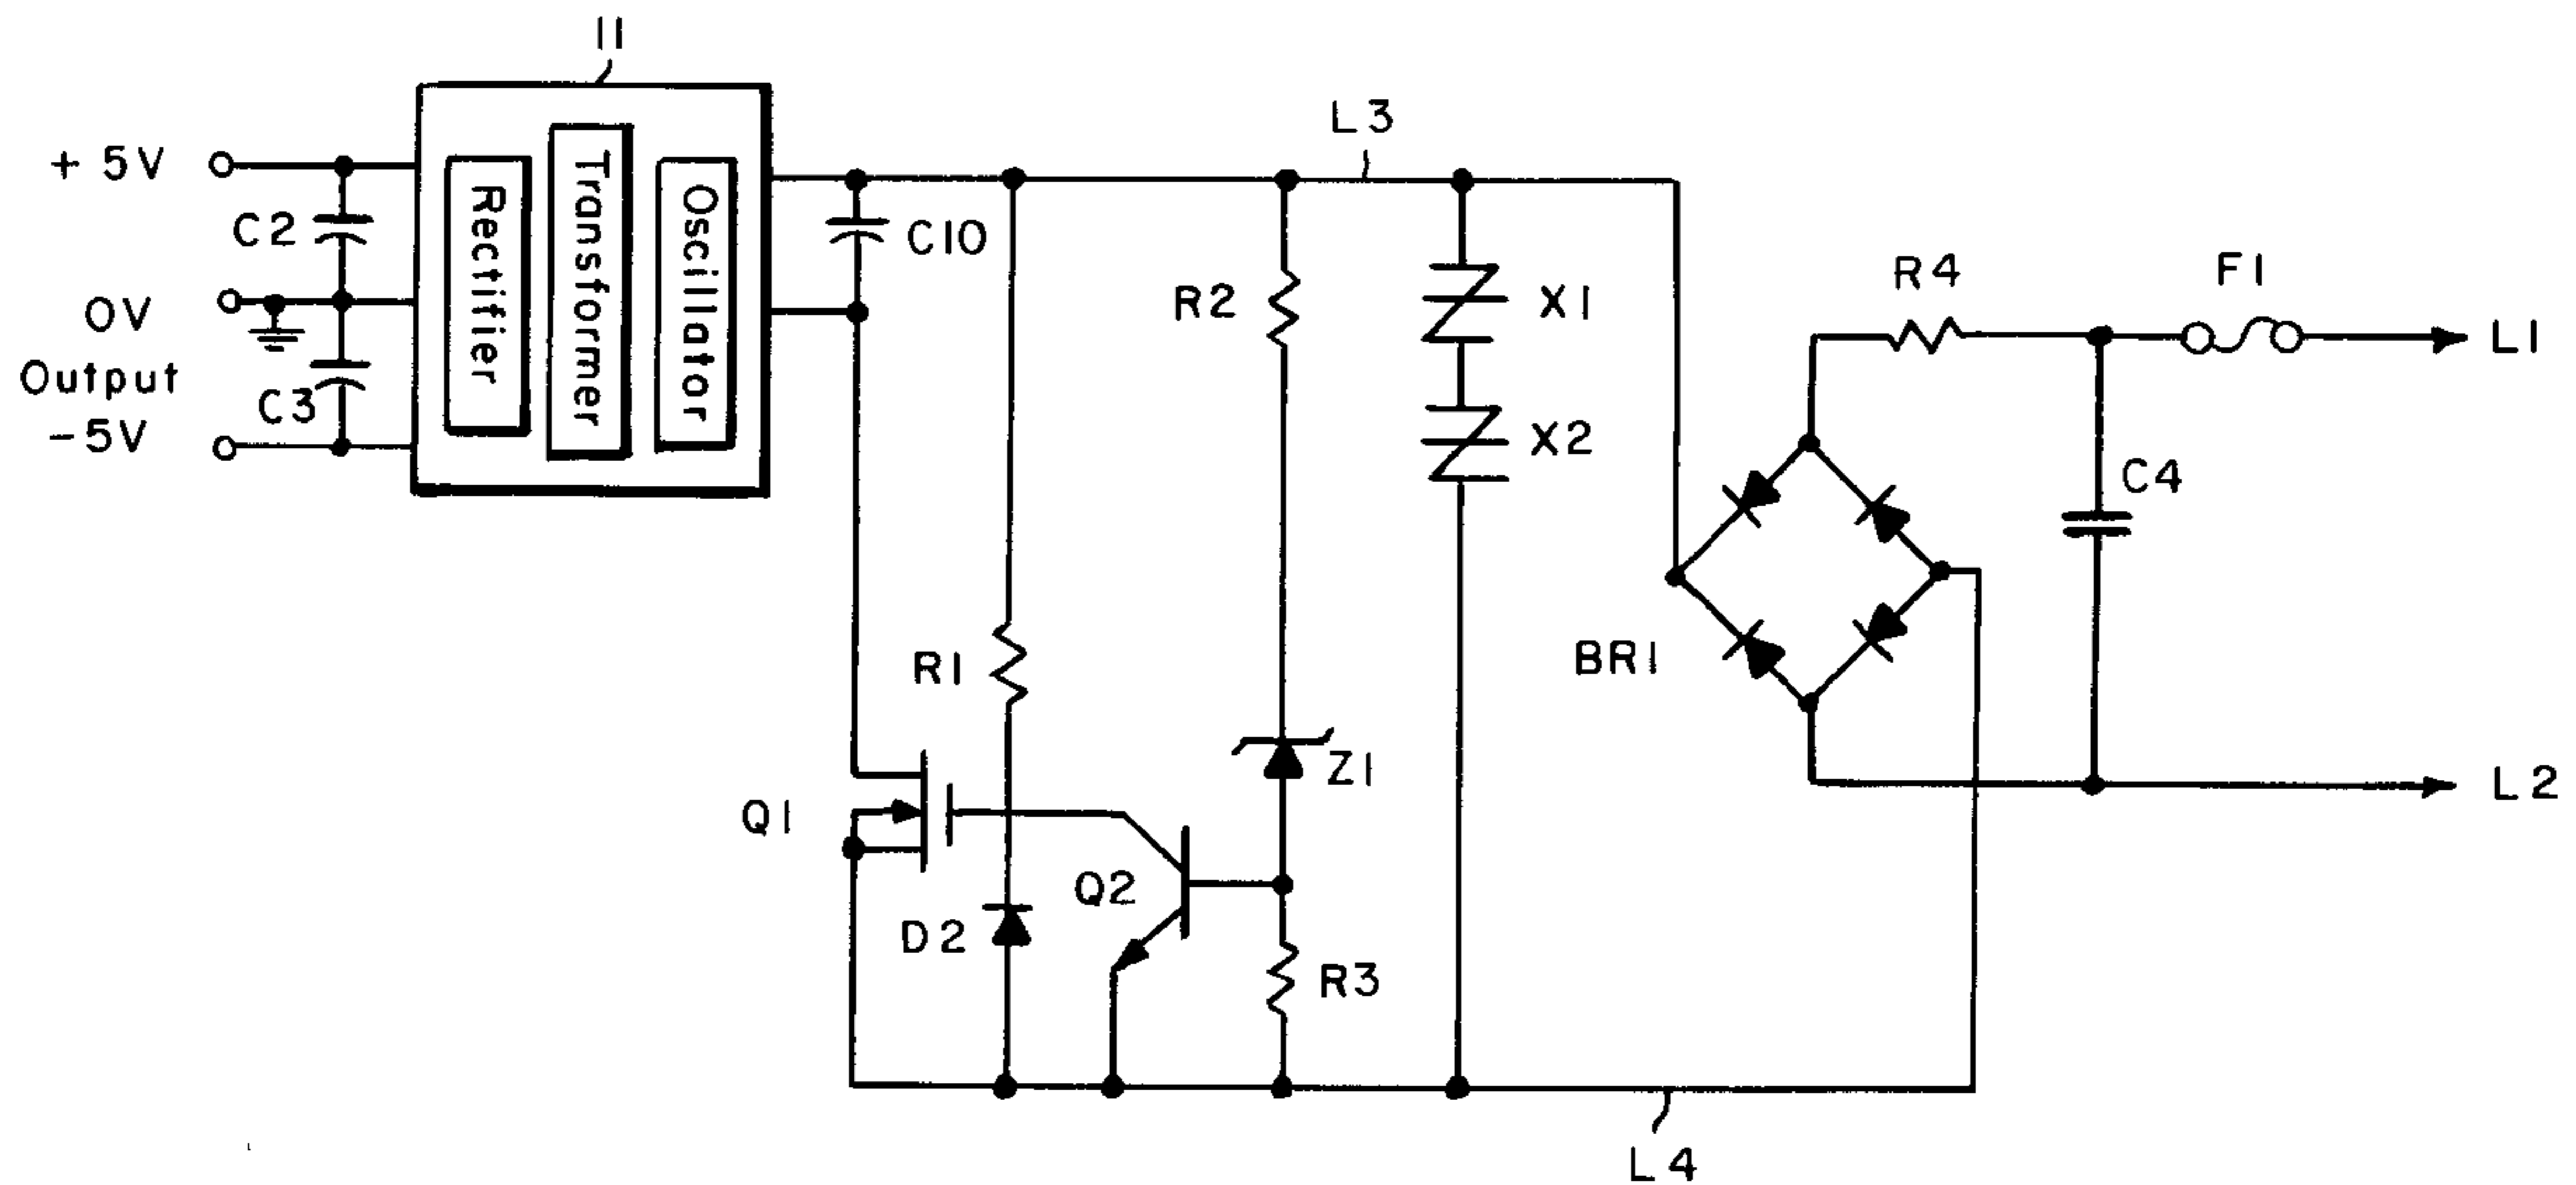 11
L3
+ 5V
C2
0V
Output
C3
-5V
Rectifier
Transformer
Oscillator
C10
R2
X1
X2
R4
F1
L1
C4
R1
BR1
Z1
Q1
L2
Q2
D2
R3
L4